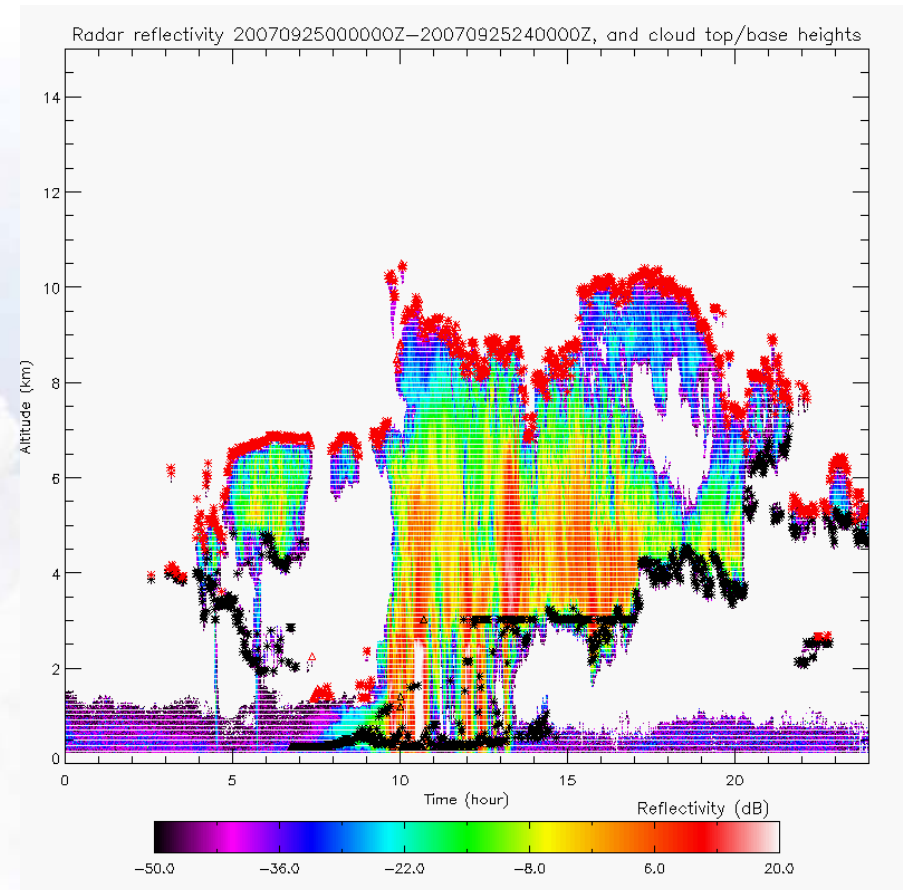 Radar reflectivity 20070925000000Z–20070925240000Z, and cloud top/base heights
14
12
10
8
6
4
2
0
Altitude (km)
0 5 10 15 20
Time (hour)
Reflectivity (dB)
−50.0 −36.0 −22.0 −8.0 6.0 20.0